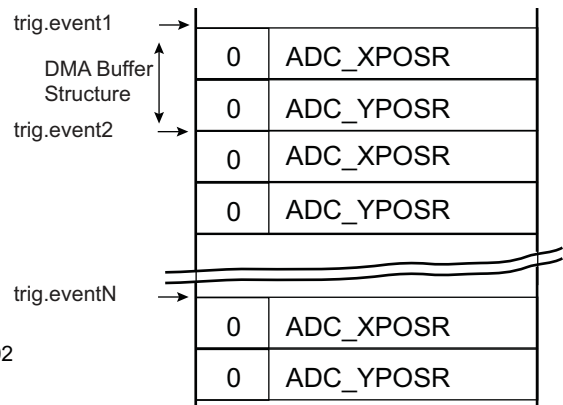 trig.event1
0 ADC_XPOSR
DMA Buffer
Structure
0 ADC_YPOSR
trig.event2
0 ADC_XPOSR
0 ADC_YPOSR
trig.eventN
0 ADC_XPOSR
02
0 ADC_YPOSR